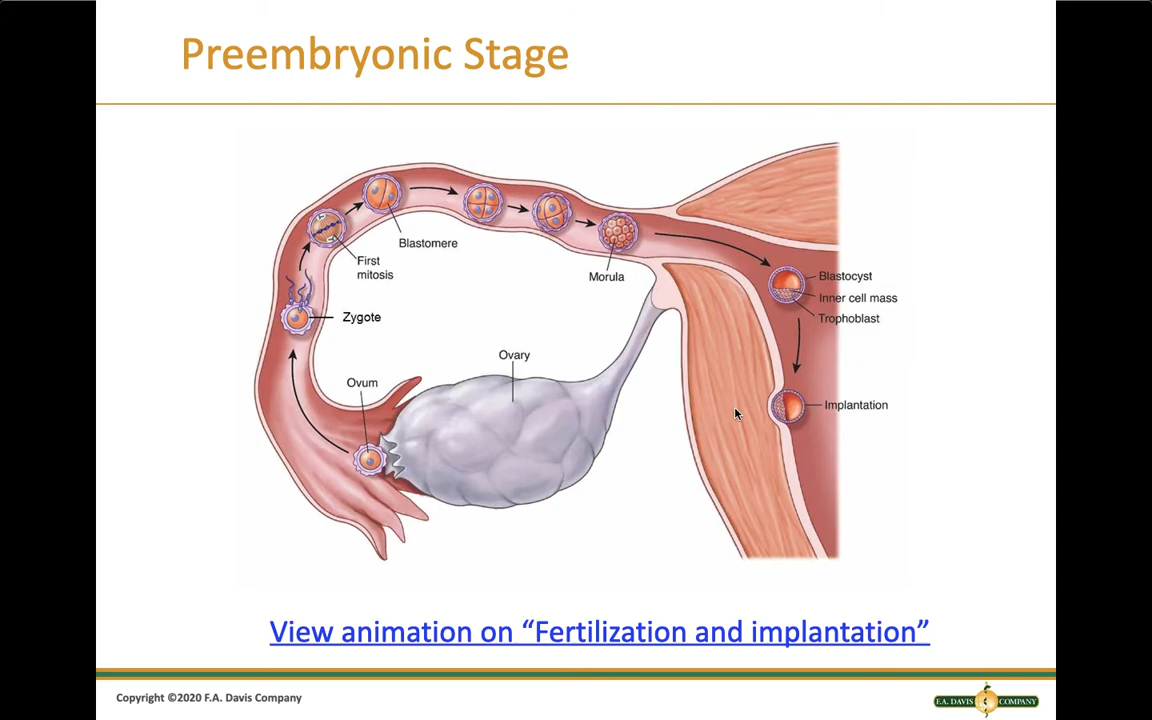 Preembryonic Stage
Blastomere
First
mitosis
Morula
Blastocyst
Inner cell mass
Trophoblast
Zygote
Ovary
Ovum
Implantation
View animation on “Fertilization and implantation”
Copyright ©2020 F.A. Davis Company
F.A. DAVIS COMPANY